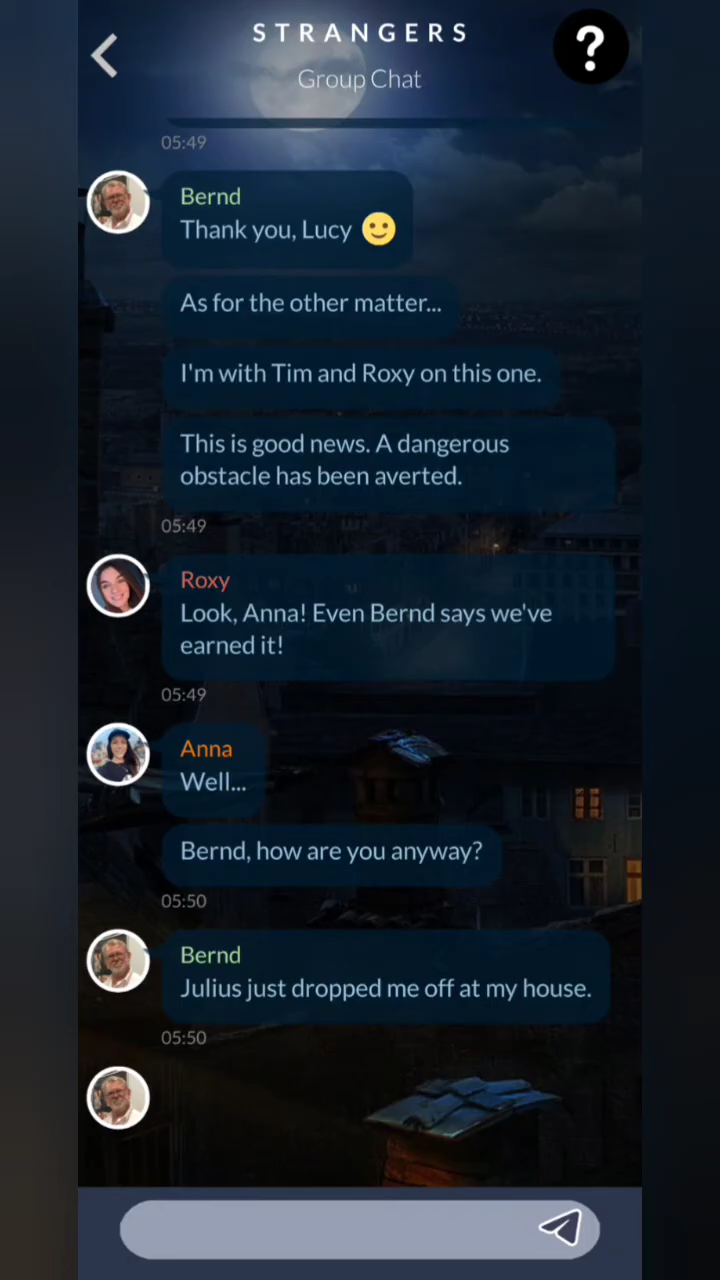 STRANGERS
Group Chat
?
05:49
Bernd
Thank you, Lucy 🙂
As for the other matter...
I'm with Tim and Roxy on this one.
This is good news. A dangerous
obstacle has been averted.
05:49
Roxy
Look, Anna! Even Bernd says we've
earned it!
05:49
Anna
Well...
Bernd, how are you anyway?
05:50
Bernd
Julius just dropped me off at my house.
05:50